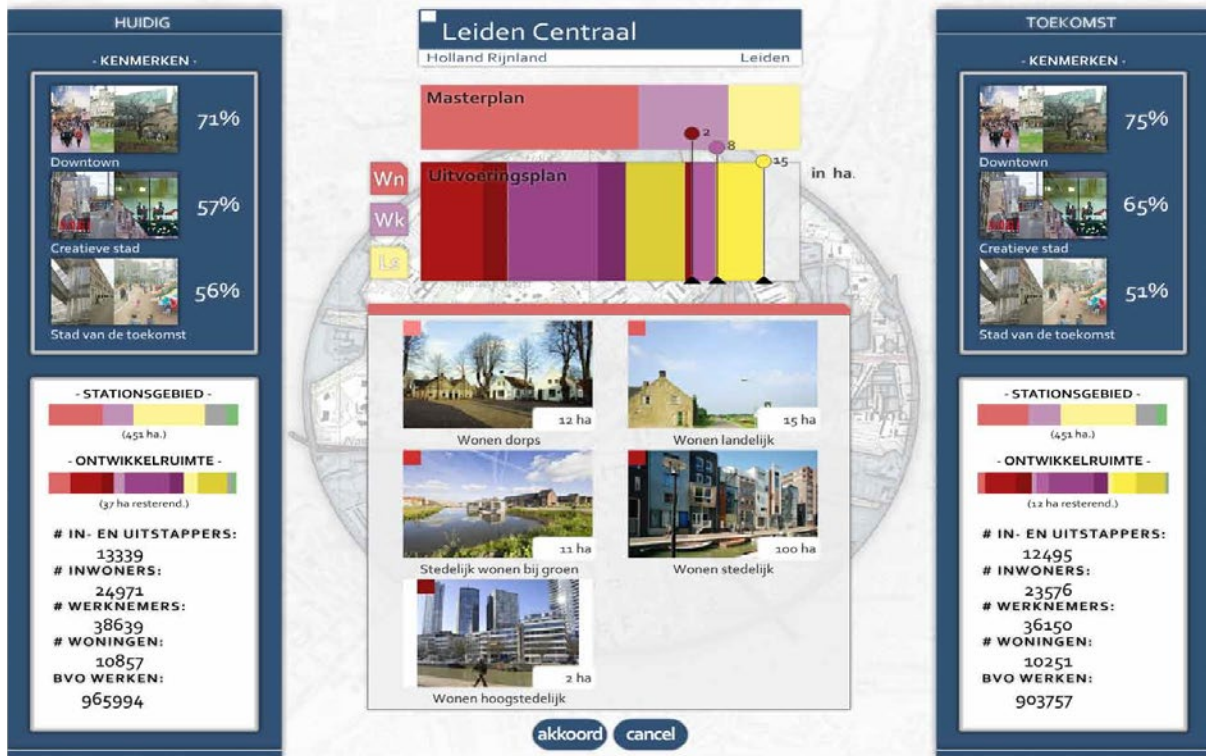 HUIDIG
- KENMERKEN -
71%
Downtown
57%
Creatieve stad
56%
Stad van de toekomst
- STATIONSGEBIED -
(451 ha.)
- ONTWIKKELRUIMTE -
(37 ha resterend.)
# IN- EN UITSTAPPERS:
13339
# INWONERS:
24971
# WERKNEMERS:
38639
# WONINGEN:
10857
BVO WERKEN:
965994
Leiden Centraal
Holland Rijnland Leiden
Masterplan
2
8
15
Wn
Uitvoeringsplan
in ha.
Wk
Ls
12 ha
Wonen dorps
15 ha
Wonen landelijk
11 ha
Stedelijk wonen bij groen
100 ha
Wonen stedelijk
2 ha
Wonen hoogstedelijk
akkoord cancel
TOEKOMST
- KENMERKEN -
75%
Downtown
65%
Creatieve stad
51%
Stad van de toekomst
- STATIONSGEBIED -
(451 ha.)
- ONTWIKKELRUIMTE -
(12 ha resterend.)
# IN- EN UITSTAPPERS:
12495
# INWONERS:
23576
# WERKNEMERS:
36150
# WONINGEN:
10251
BVO WERKEN:
903757